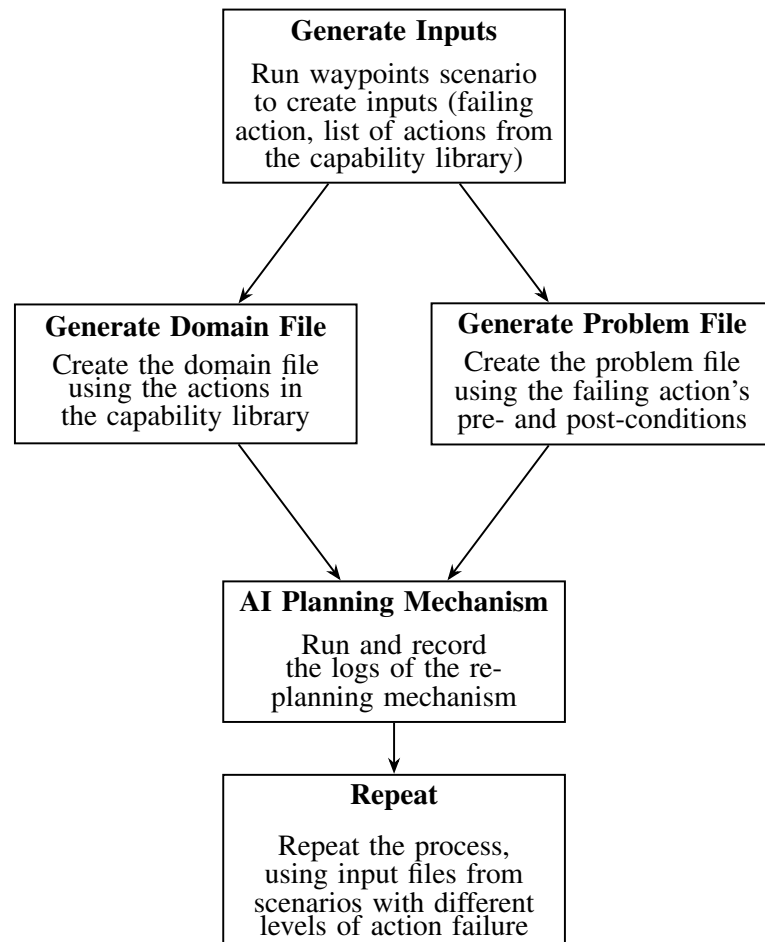 Generate Inputs
Run waypoints scenario
to create inputs (failing
action, list of actions from
the capability library)
Generate Domain File
Create the domain file
using the actions in
the capability library
Generate Problem File
Create the problem file
using the failing action's
pre- and post-conditions
AI Planning Mechanism
Run and record
the logs of the re-
planning mechanism
Repeat
Repeat the process,
using input files from
scenarios with different
levels of action failure